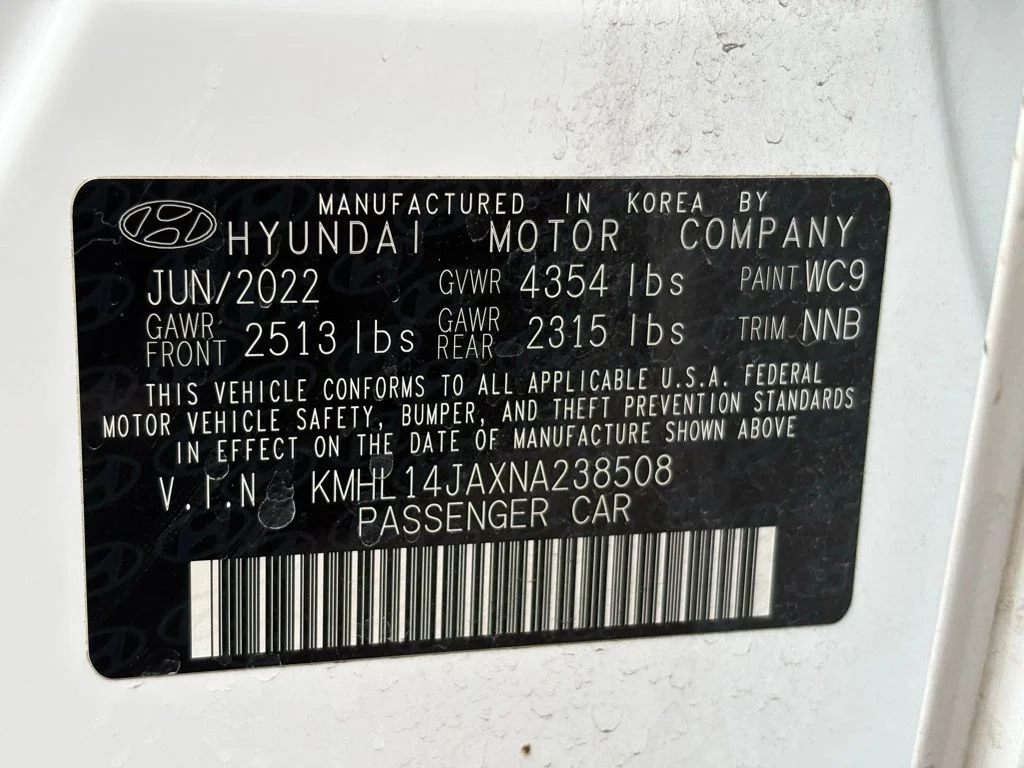 MANUFACTURED IN KOREA BY
HYUNDAI MOTOR COMPANY
JUN/2022 GVWR 4354 lbs PAINT WC9
GAWR FRONT 2513 lbs GAWR REAR 2315 lbs TRIM NNB
THIS VEHICLE CONFORMS TO ALL APPLICABLE U.S.A. FEDERAL
MOTOR VEHICLE SAFETY, BUMPER, AND THEFT PREVENTION STANDARDS
IN EFFECT ON THE DATE OF MANUFACTURE SHOWN ABOVE
V.I.N KMHL14JAXNA238508
PASSENGER CAR